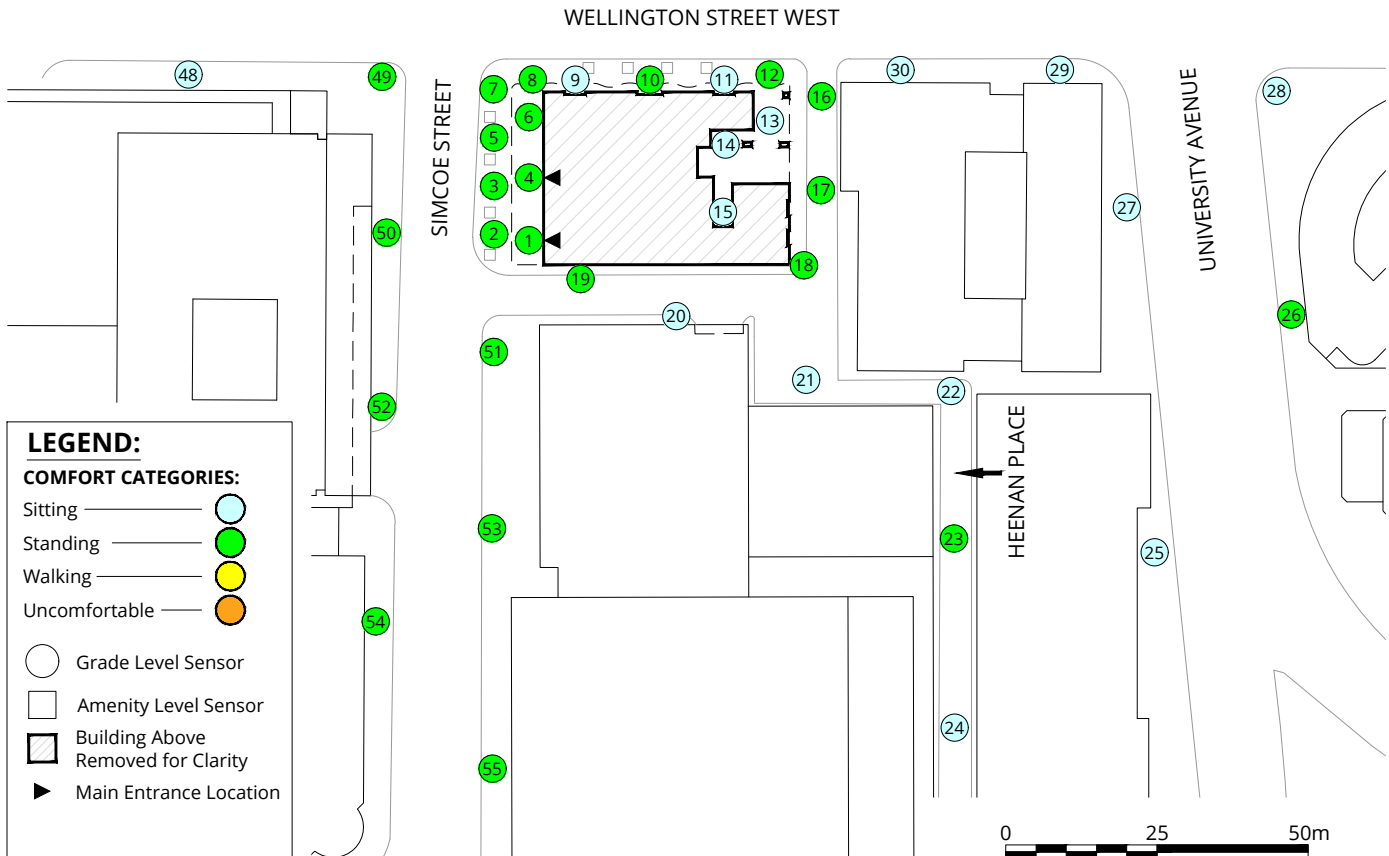 WELLINGTON STREET WEST
48
49
7
8
9
10
11
12
16
30
29
28
SIMCOE STREET
UNIVERSITY AVENUE
6
5
13
14
4
3
17
15
27
50
2
1
18
19
26
20
51
21
22
52
HEENAN PLACE
53
23
25
54
24
55
LEGEND:
COMFORT CATEGORIES:
Sitting
Standing
Walking
Uncomfortable
Grade Level Sensor
Amenity Level Sensor
Building Above
Removed for Clarity
Main Entrance Location
0 25 50m